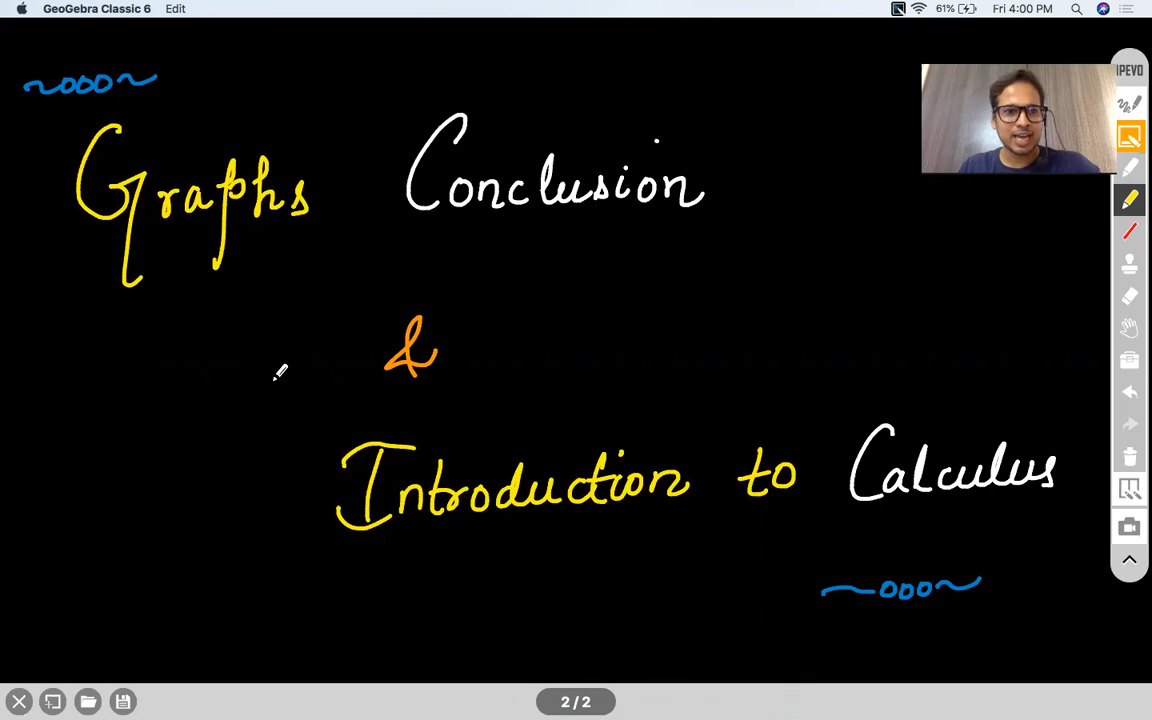 GeoGebra Classic 6 Edit 61% Fri 4:00 PM
IPEVO
Graphs Conclusion
&
Introduction to Calculus
2 / 2